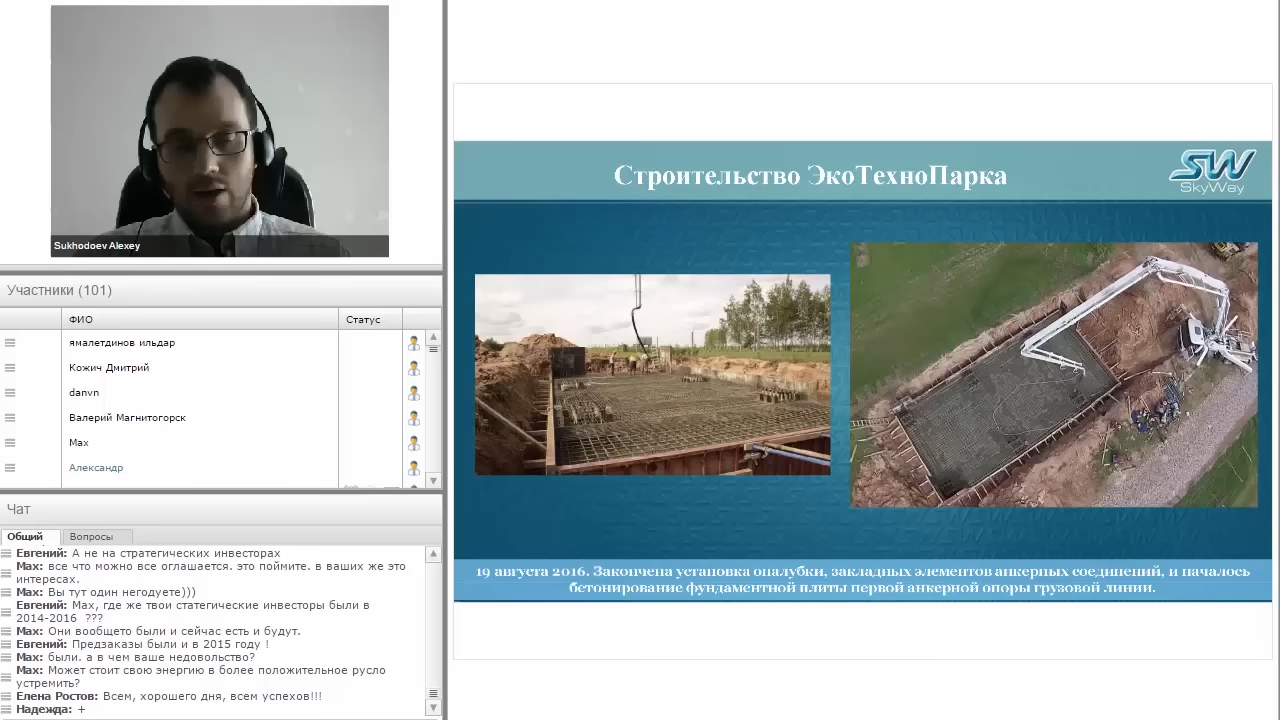 Sukhodoev Alexey
Участники (101)
ФИО
Статус
ямалетдинов ильдар
Кожич Дмитрий
danvn
Валерий Магнитогорск
Max
Александр
Чат
Общий
Вопросы
Евгений: А не на стратегических инвесторах
Max: все что можно все оглашается. это поймите. в ваших же это
интересах.
Max: Вы тут один негодуете)))
Евгений: Мах, где же твои статегические инвесторы были в
2014-2016 ???
Max: Они вообщето были и сейчас есть и будут.
Евгений: Предзаказы были и в 2015 году !
Max: были. а в чем ваше недовольство?
Max: Может стоит свою энергию в более положительное русло
устремить?
Елена Ростов: Всем, хорошего дня, всем успехов!!!
Надежда: +
Строительство ЭкоТехноПарка
SW
SkyWay
19 августа 2016. Закончена установка опалубки, закладных элементов анкерных соединений, и началось
бетонирование фундаментной плиты первой анкерной опоры грузовой линии.